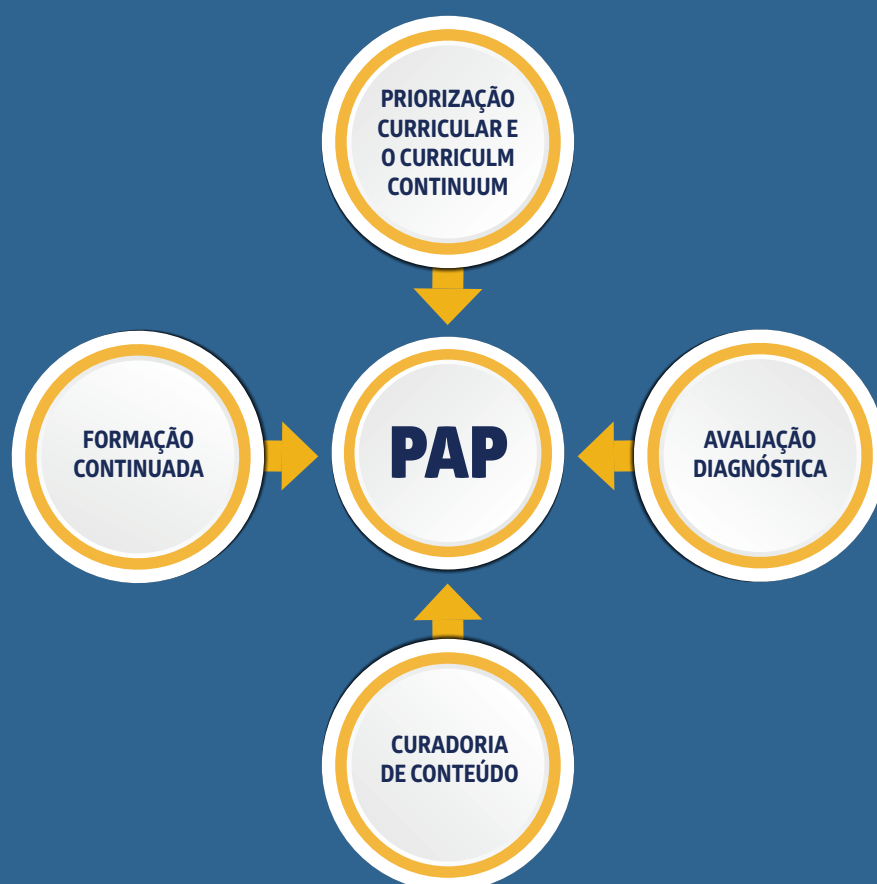 PRIORIZAÇÃO
CURRICULAR E
O CURRICULM
CONTINUUM
FORMAÇÃO
CONTINUADA
PAP
AVALIAÇÃO
DIAGNÓSTICA
CURADORIA
DE CONTEÚDO